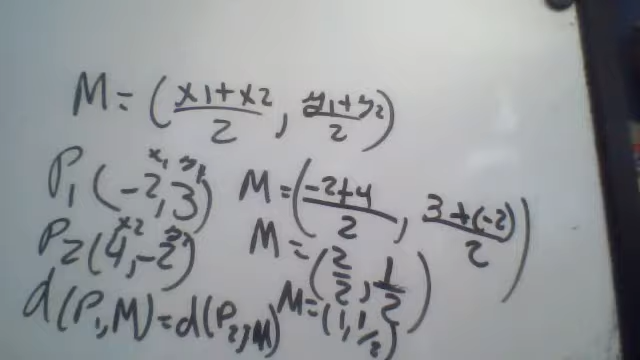 M = (x1+x2/2, y1+y2/2)
x1 y1
P1(-2, 3) M = (-2+4/2, 3+(-2)/2)
x2 y2
P2(4, -2) M = (2/2, 1/2)
d(P1, M) = d(P2, M) M = (1, 1/2)